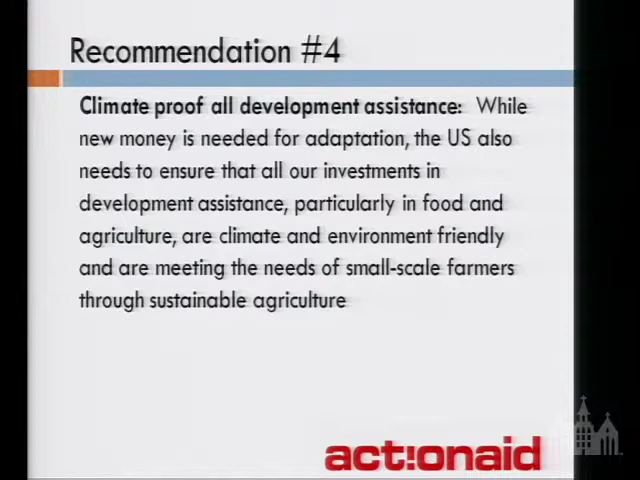 Recommendation #4
Climate proof all development assistance: While
new money is needed for adaptation, the US also
needs to ensure that all our investments in
development assistance, particularly in food and
agriculture, are climate and environment friendly
and are meeting the needs of small-scale farmers
through sustainable agriculture
act!onaid